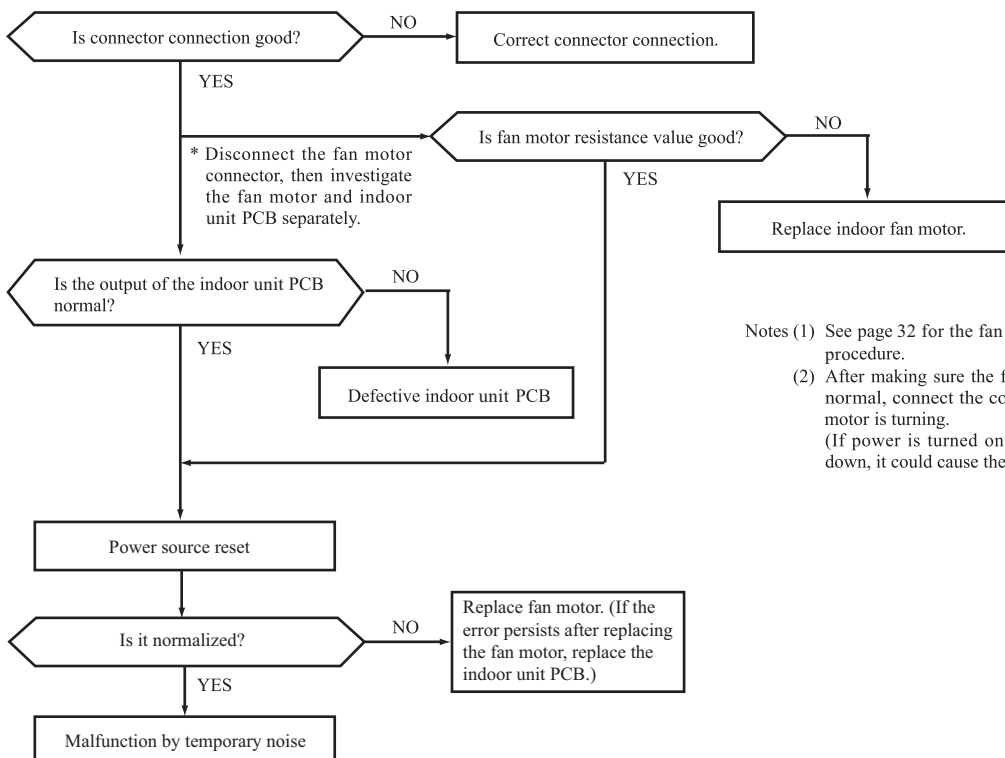 Is connector connection good?
NO
Correct connector connection.
YES
Is fan motor resistance value good?
NO
* Disconnect the fan motor
connector, then investigate
the fan motor and indoor
unit PCB separately.
YES
Replace indoor fan motor.
Is the output of the indoor unit PCB
normal?
NO
YES
Defective indoor unit PCB
Notes (1) See page 32 for the fan
procedure.
(2) After making sure the f
normal, connect the co
motor is turning.
(If power is turned on
down, it could cause the
Power source reset
Is it normalized?
NO
Replace fan motor. (If the
error persists after replacing
the fan motor, replace the
indoor unit PCB.)
YES
Malfunction by temporary noise